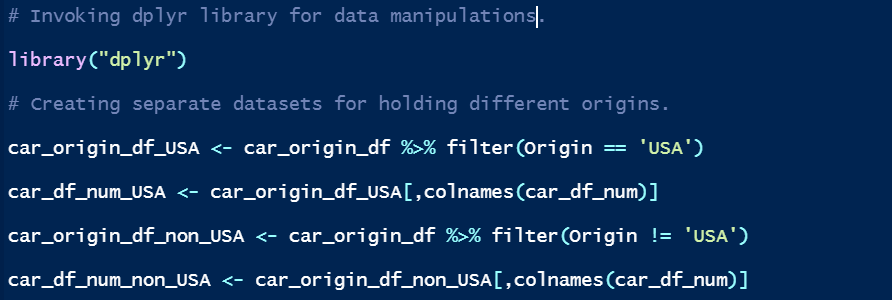 # Invoking dplyr library for data manipulations.
library("dplyr")
# Creating separate datasets for holding different origins.
car_origin_df_USA <- car_origin_df %>% filter(Origin == 'USA')
car_df_num_USA <- car_origin_df_USA[,colnames(car_df_num)]
car_origin_df_non_USA <- car_origin_df %>% filter(Origin != 'USA')
car_df_num_non_USA <- car_origin_df_non_USA[,colnames(car_df_num)]